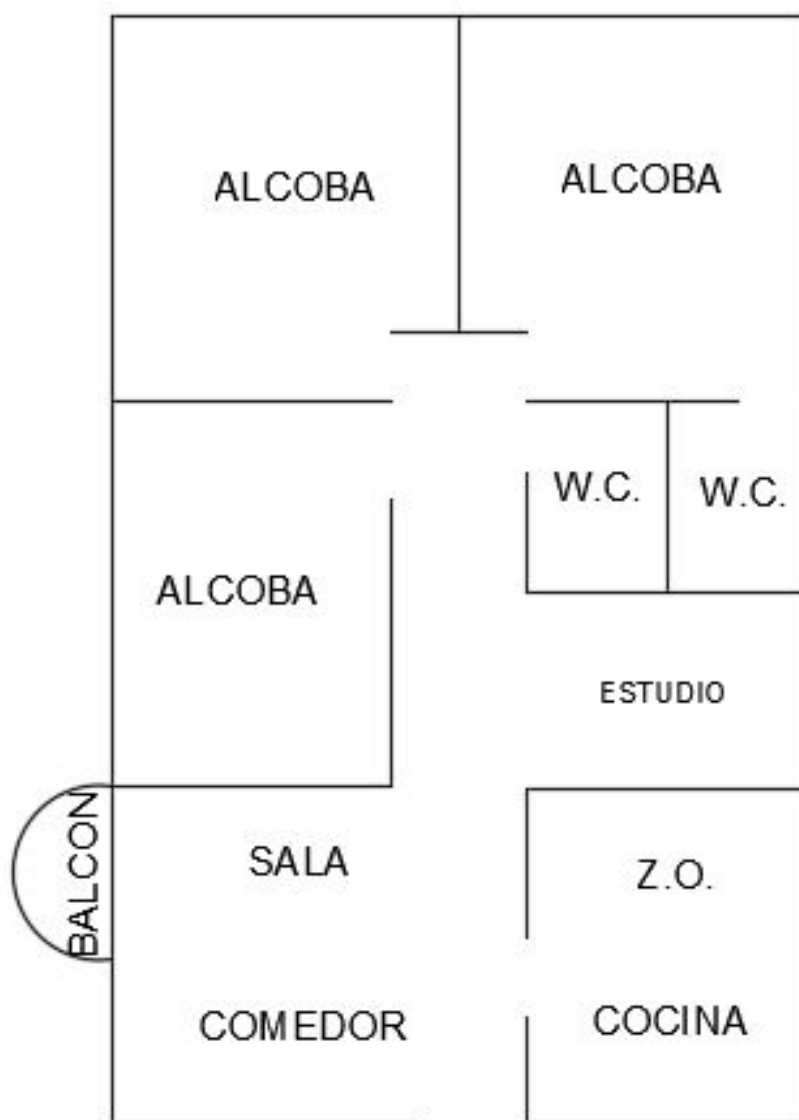 ALCOBA
ALCOBA
W.C.
W.C.
ALCOBA
ESTUDIO
BALCON
SALA
Z.O.
COMEDOR
COCINA